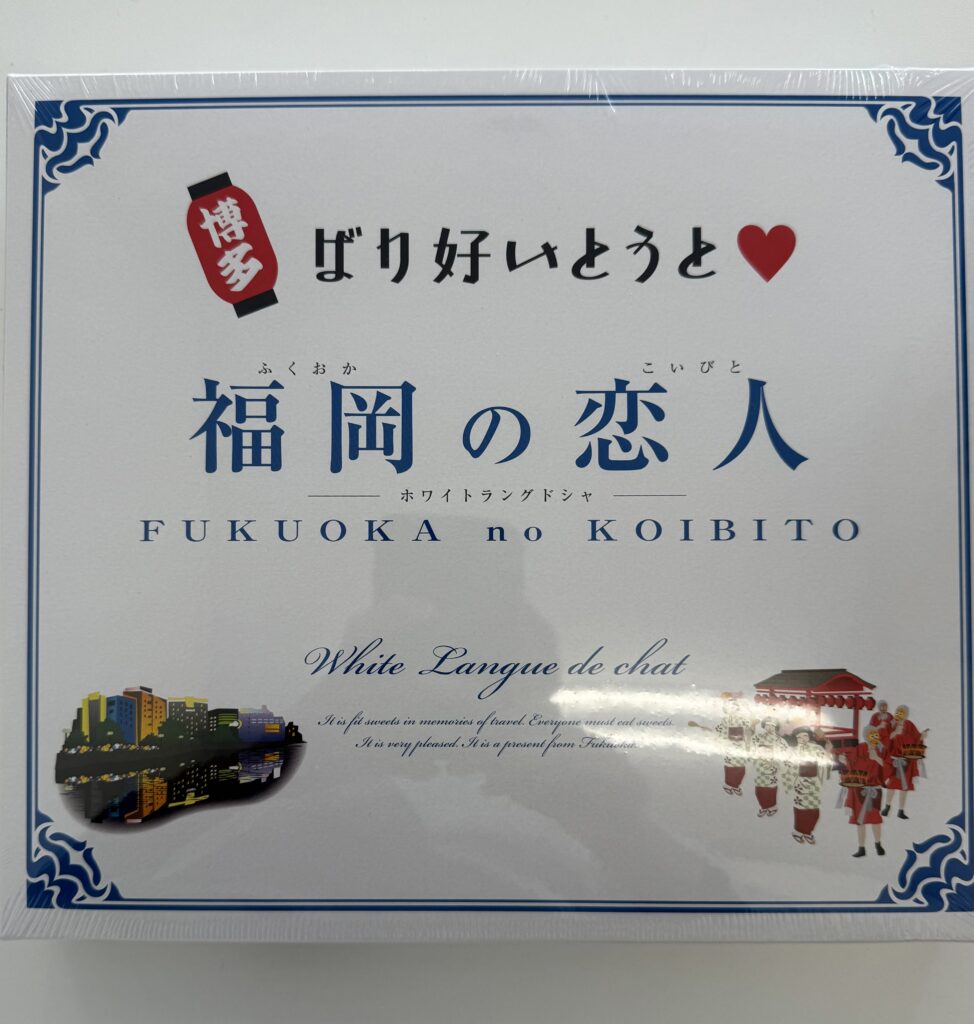 博多
ばり好いとうと♥
ふくおか こいびと
福岡の恋人
ホワイトラングドシャ
FUKUOKA no KOIBITO
White Langue de chat
It is fit sweets in memories of travel. Everyone must eat sweets.
It is very pleased. It is a present from Fukuoka.